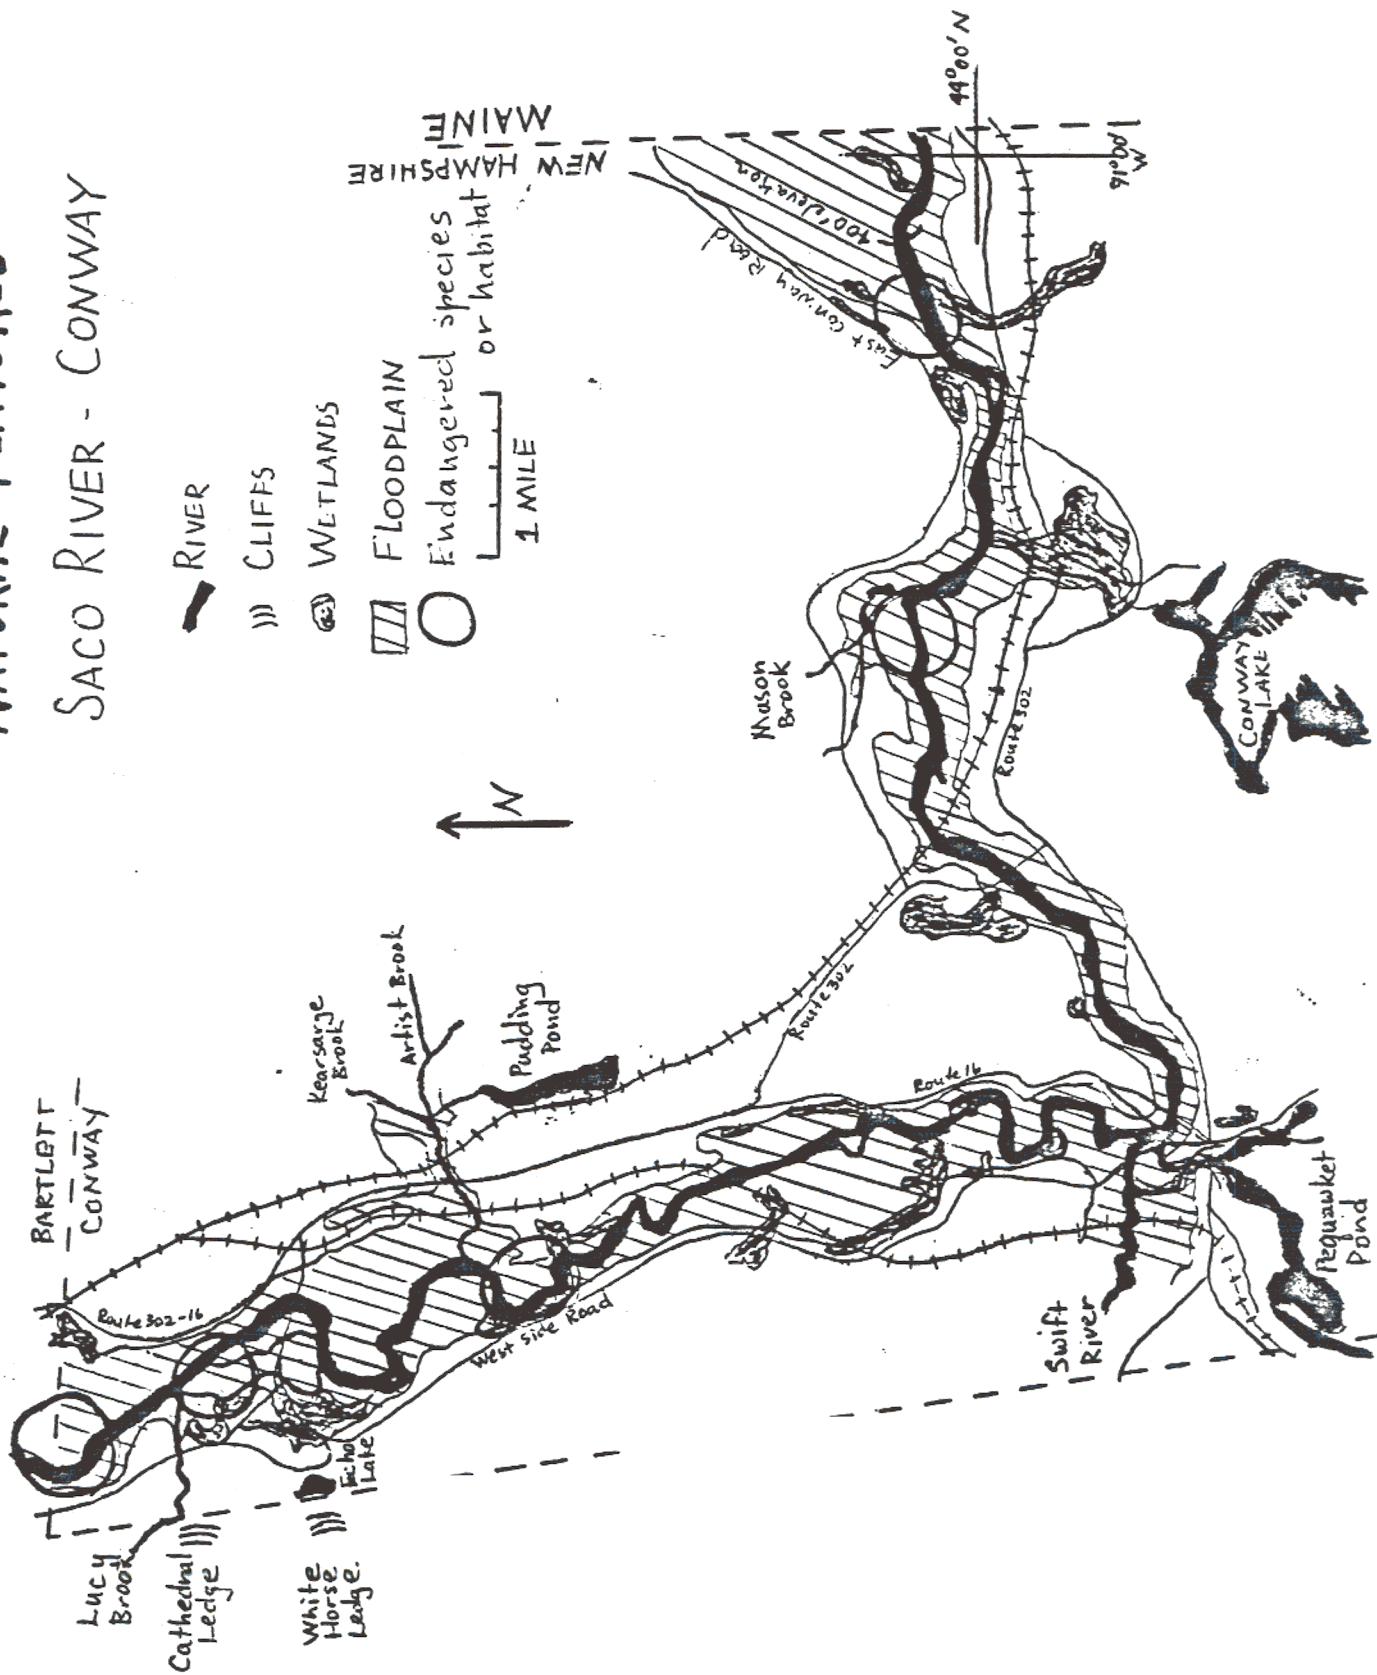 SACO RIVER - CONWAY
RIVER
CLIFFS
WETLANDS
FLOODPLAIN
Endangered species
or habitat
1 MILE
N
NEW HAMPSHIRE
MAINE
BARTLETT
CONWAY
Lucy
Brook
Cathedral
Ledge
White
Horse
Ledge.
Echo
Lake
Route 302-16
West Side Road
Kearsarge
Brook
Artist Brook
Pudding
Pond
Route 302
Route 16
Swift
River
Pequawket
Pond
Mason
Brook
Route 302
CONWAY
LAKE
East Conway Road
400' elevation
44°00'N
91°00'
W